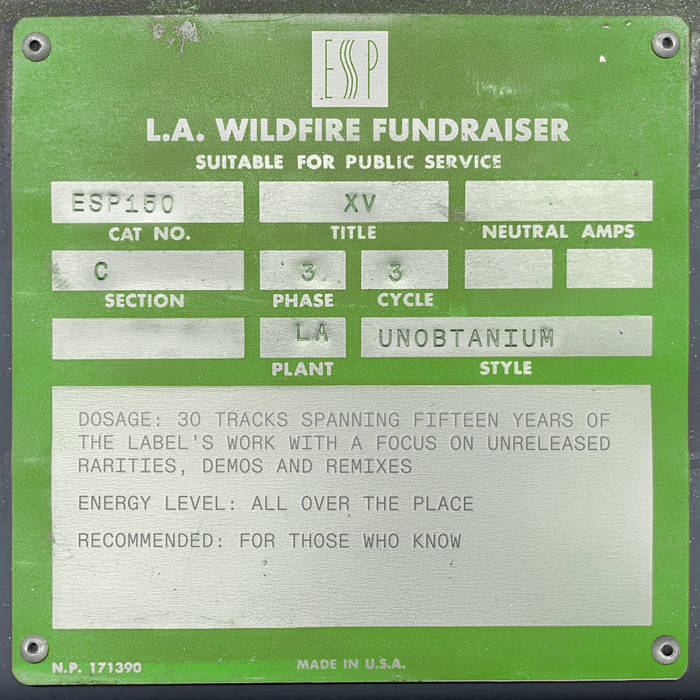 ESP
L.A. WILDFIRE FUNDRAISER
SUITABLE FOR PUBLIC SERVICE
ESP150 XV
CAT NO. TITLE NEUTRAL AMPS
C 3 3
SECTION PHASE CYCLE
LA UNOBTANIUM
PLANT STYLE
DOSAGE: 30 TRACKS SPANNING FIFTEEN YEARS OF
THE LABEL'S WORK WITH A FOCUS ON UNRELEASED
RARITIES, DEMOS AND REMIXES
ENERGY LEVEL: ALL OVER THE PLACE
RECOMMENDED: FOR THOSE WHO KNOW
N.P. 171390 MADE IN U.S.A.